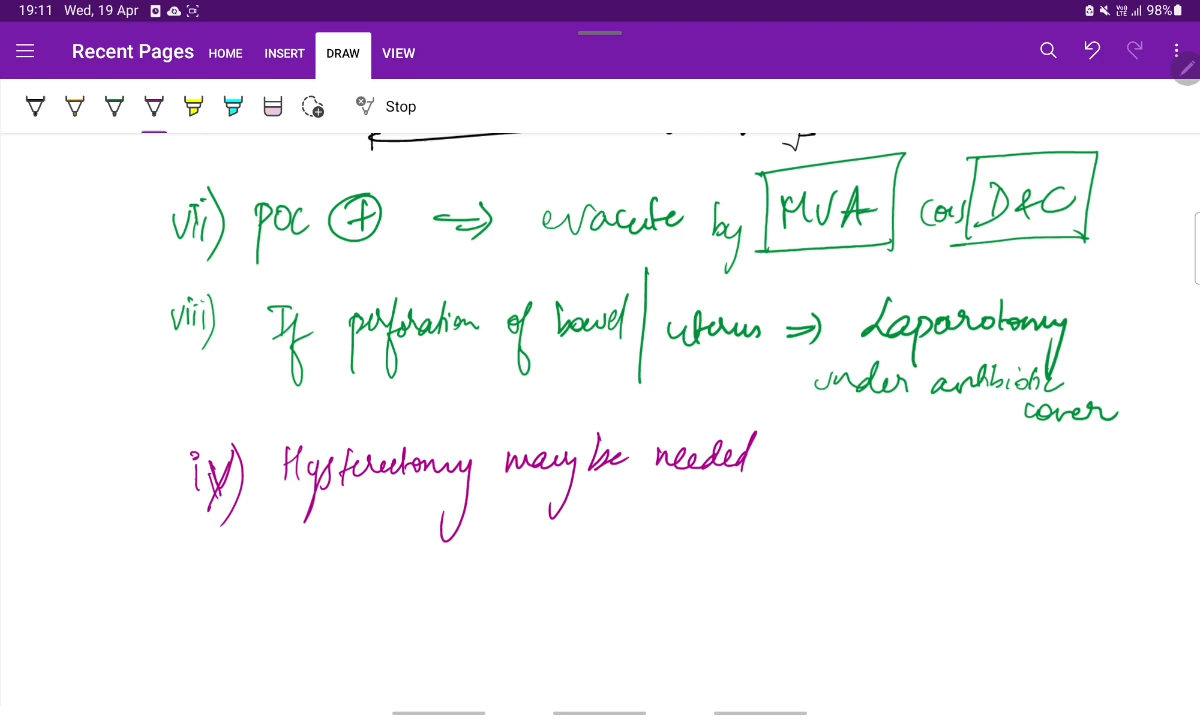 19:11 Wed, 19 Apr 98%
Recent Pages HOME INSERT DRAW VIEW
Stop
vii) POC + ⇒ evacute by MVA (or) D&C
viii) If perforation of bowel / uterus ⇒ Laparotomy
under antibiotic
cover
ix) Hysterectomy may be needed